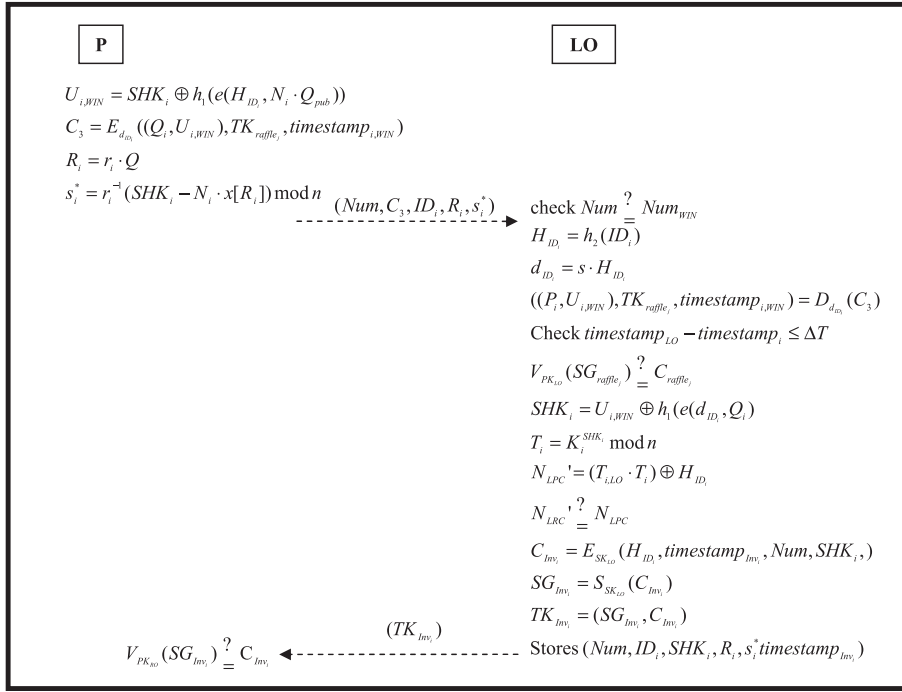 P
LO
U_{i,WIN} = SHK_i ⊕ h_1(e(H_{ID_i}, N_i · Q_{pub}))
C_3 = E_{d_{ID_i}}((Q_i, U_{i,WIN}), TK_{raffle_j}, timestamp_{i,WIN})
R_i = r_i · Q
s_i^* = r_i^{-1}(SHK_i − N_i · x[R_i]) mod n
(Num, C_3, ID_i, R_i, s_i^*)
check Num ?= Num_{WIN}
H_{ID_i} = h_2(ID_i)
d_{ID_i} = s · H_{ID_i}
((P_i, U_{i,WIN}), TK_{raffle_j}, timestamp_{i,WIN}) = D_{d_{ID_i}}(C_3)
Check timestamp_{LO} − timestamp_i ≤ ΔT
V_{PK_{LO}}(SG_{raffle_j}) ?= C_{raffle_j}
SHK_i = U_{i,WIN} ⊕ h_1(e(d_{ID_i}, Q_i)
T_i = K_i^{SHK_i} mod n
N_{LPC}' = (T_{i,LO} · T_i) ⊕ H_{ID_i}
N_{LRC}' ?= N_{LPC}
C_{Inv_i} = E_{SK_{LO}}(H_{ID_i}, timestamp_{Inv_i}, Num, SHK_i,)
SG_{Inv_i} = S_{SK_{LO}}(C_{Inv_i})
TK_{Inv_i} = (SG_{Inv_i}, C_{Inv_i})
Stores (Num, ID_i, SHK_i, R_i, s_i^* timestamp_{Inv_i})
(TK_{Inv_i})
V_{PK_{RO}}(SG_{Inv_i}) ?= C_{Inv_i}